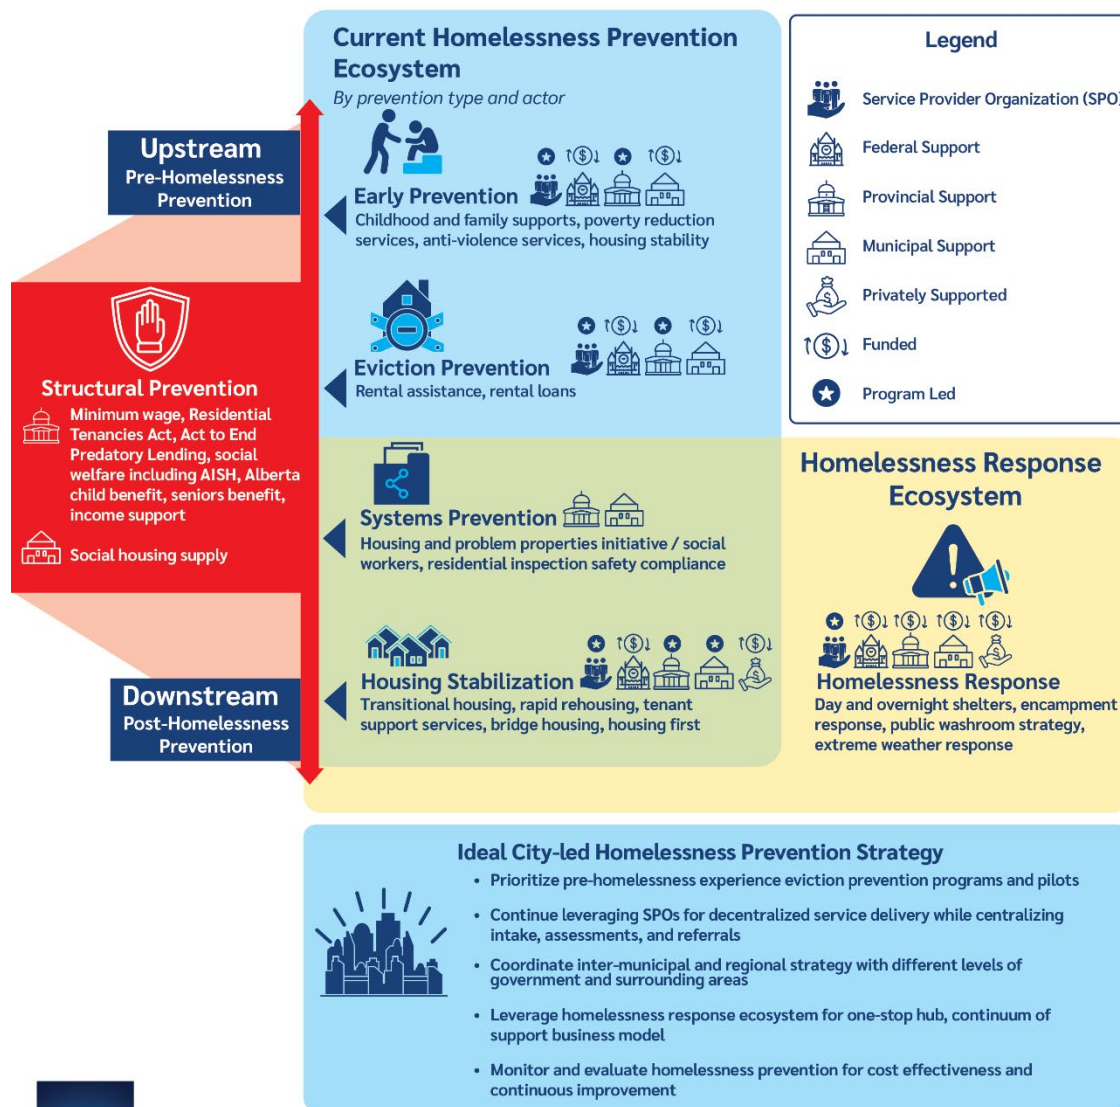 Current Homelessness Prevention
Ecosystem
By prevention type and actor
Upstream
Pre-Homelessness
Prevention
Early Prevention
Childhood and family supports, poverty reduction
services, anti-violence services, housing stability
Eviction Prevention
Rental assistance, rental loans
Structural Prevention
Minimum wage, Residential
Tenancies Act, Act to End
Predatory Lending, social
welfare including AISH, Alberta
child benefit, seniors benefit,
income support
Social housing supply
Systems Prevention
Housing and problem properties initiative / social
workers, residential inspection safety compliance
Downstream
Post-Homelessness
Prevention
Housing Stabilization
Transitional housing, rapid rehousing, tenant
support services, bridge housing, housing first
Legend
Service Provider Organization (SPO)
Federal Support
Provincial Support
Municipal Support
Privately Supported
Funded
Program Led
Homelessness Response
Ecosystem
Homelessness Response
Day and overnight shelters, encampment
response, public washroom strategy,
extreme weather response
Ideal City-led Homelessness Prevention Strategy
• Prioritize pre-homelessness experience eviction prevention programs and pilots
• Continue leveraging SPOs for decentralized service delivery while centralizing
intake, assessments, and referrals
• Coordinate inter-municipal and regional strategy with different levels of
government and surrounding areas
• Leverage homelessness response ecosystem for one-stop hub, continuum of
support business model
• Monitor and evaluate homelessness prevention for cost effectiveness and
continuous improvement